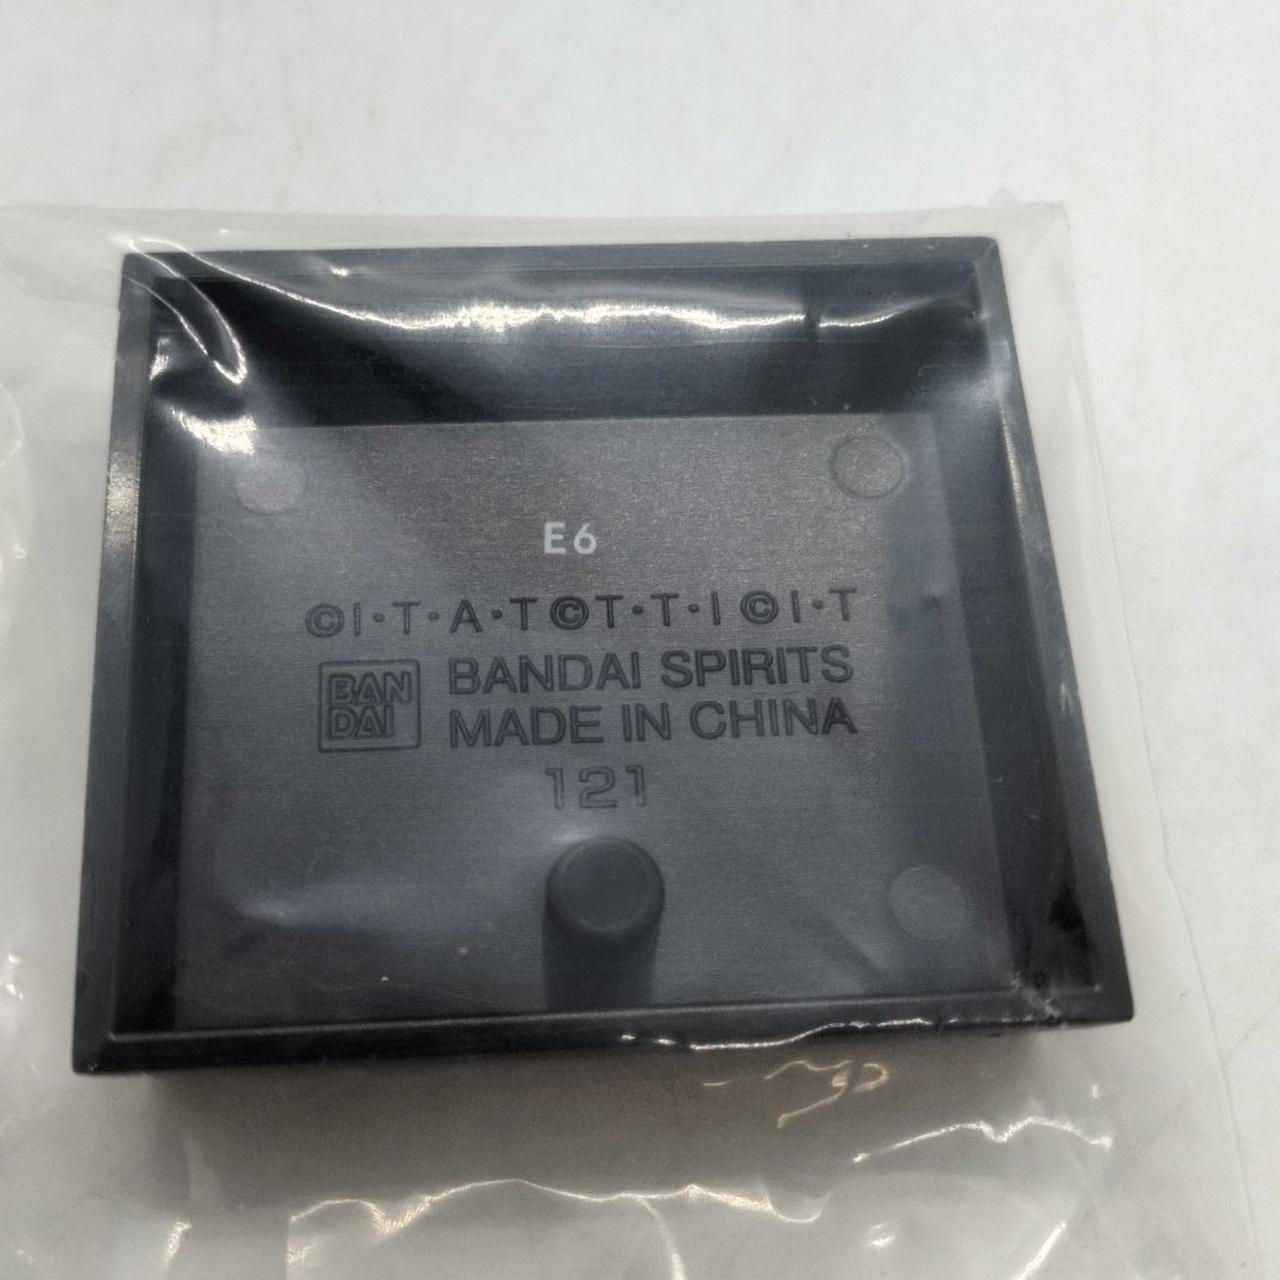 E6
©I·T·A·T©T·T·I©I·T
BAN
DAI
BANDAI SPIRITS
MADE IN CHINA
121